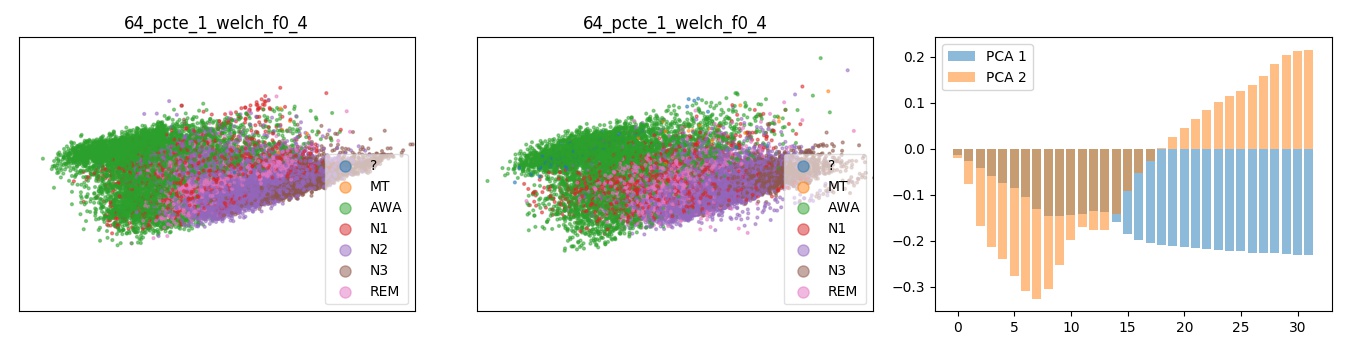 64_pcte_1_welch_f0_4
?
MT
AWA
N1
N2
N3
REM
64_pcte_1_welch_f0_4
?
MT
AWA
N1
N2
N3
REM
PCA 1
PCA 2
0.2
0.1
0.0
−0.1
−0.2
−0.3
0 5 10 15 20 25 30